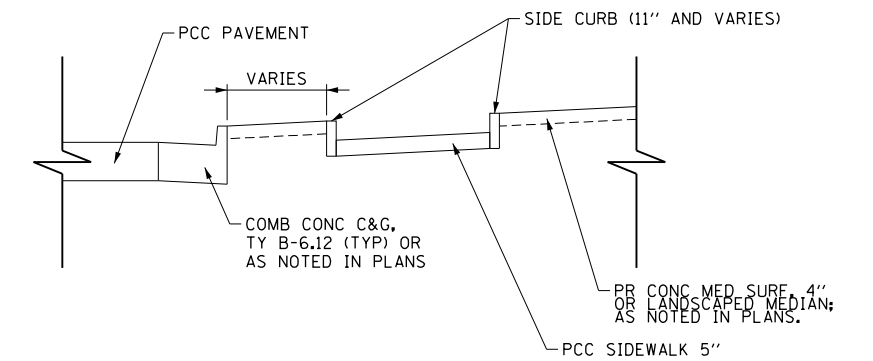 SIDE CURB (11" AND VARIES)
PCC PAVEMENT
VARIES
COMB CONC C&G,
TY B-6.12 (TYP) OR
AS NOTED IN PLANS
PR CONC MED SURF, 4"
OR LANDSCAPED MEDIAN;
AS NOTED IN PLANS.
PCC SIDEWALK 5"